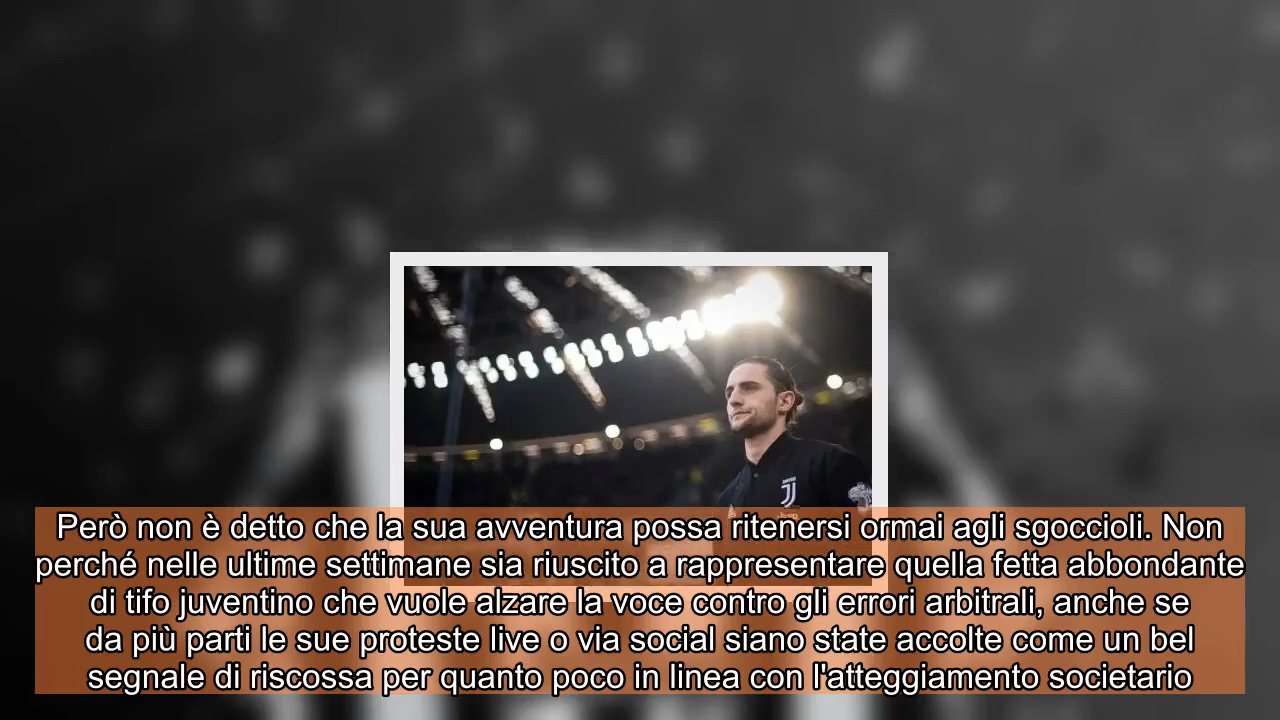 Però non è detto che la sua avventura possa ritenersi ormai agli sgoccioli. Non
perché nelle ultime settimane sia riuscito a rappresentare quella fetta abbondante
di tifo juventino che vuole alzare la voce contro gli errori arbitrali, anche se
da più parti le sue proteste live o via social siano state accolte come un bel
segnale di riscossa per quanto poco in linea con l'atteggiamento societario